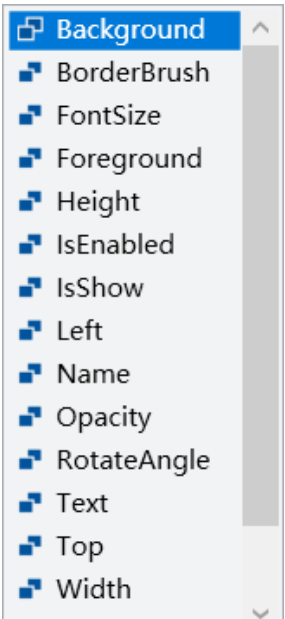 Background
BorderBrush
FontSize
Foreground
Height
IsEnabled
IsShow
Left
Name
Opacity
RotateAngle
Text
Top
Width